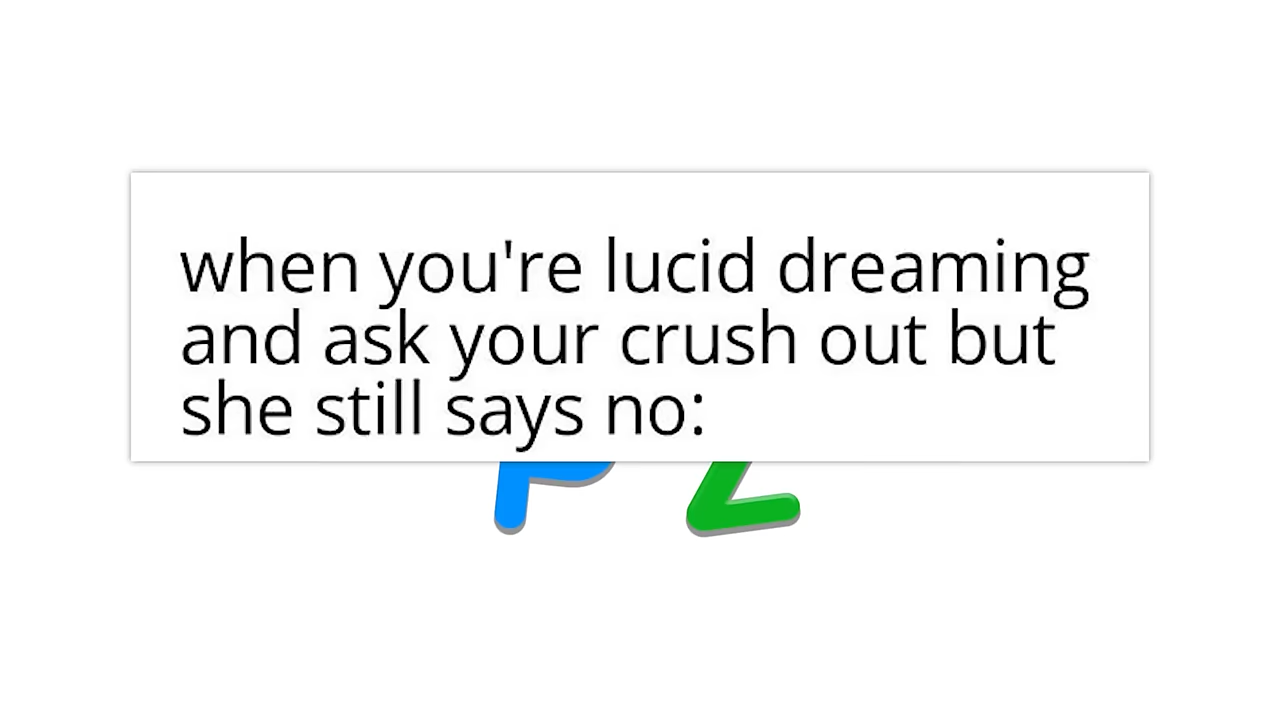 when you're lucid dreaming
and ask your crush out but
she still says no: